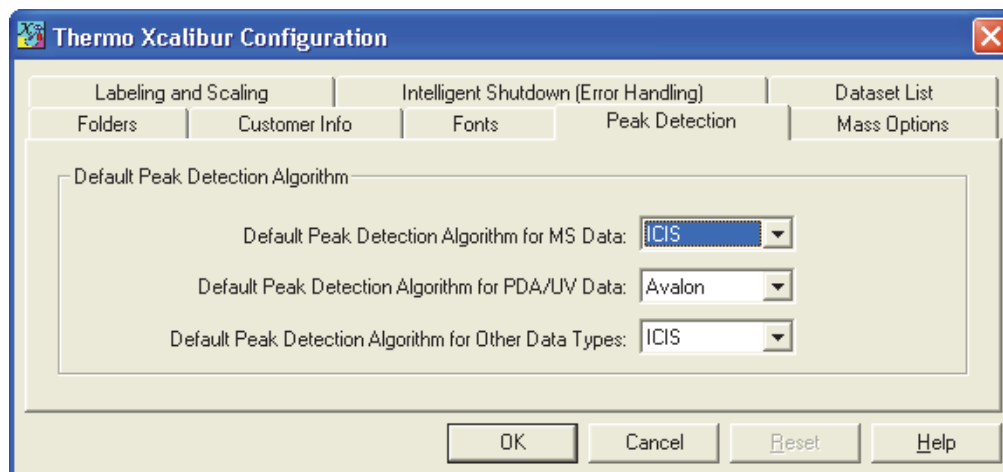 Thermo Xcalibur Configuration
Labeling and Scaling Intelligent Shutdown (Error Handling) Dataset List
Folders Customer Info Fonts Peak Detection Mass Options
Default Peak Detection Algorithm
Default Peak Detection Algorithm for MS Data: ICIS
Default Peak Detection Algorithm for PDA/UV Data: Avalon
Default Peak Detection Algorithm for Other Data Types: ICIS
OK Cancel Reset Help